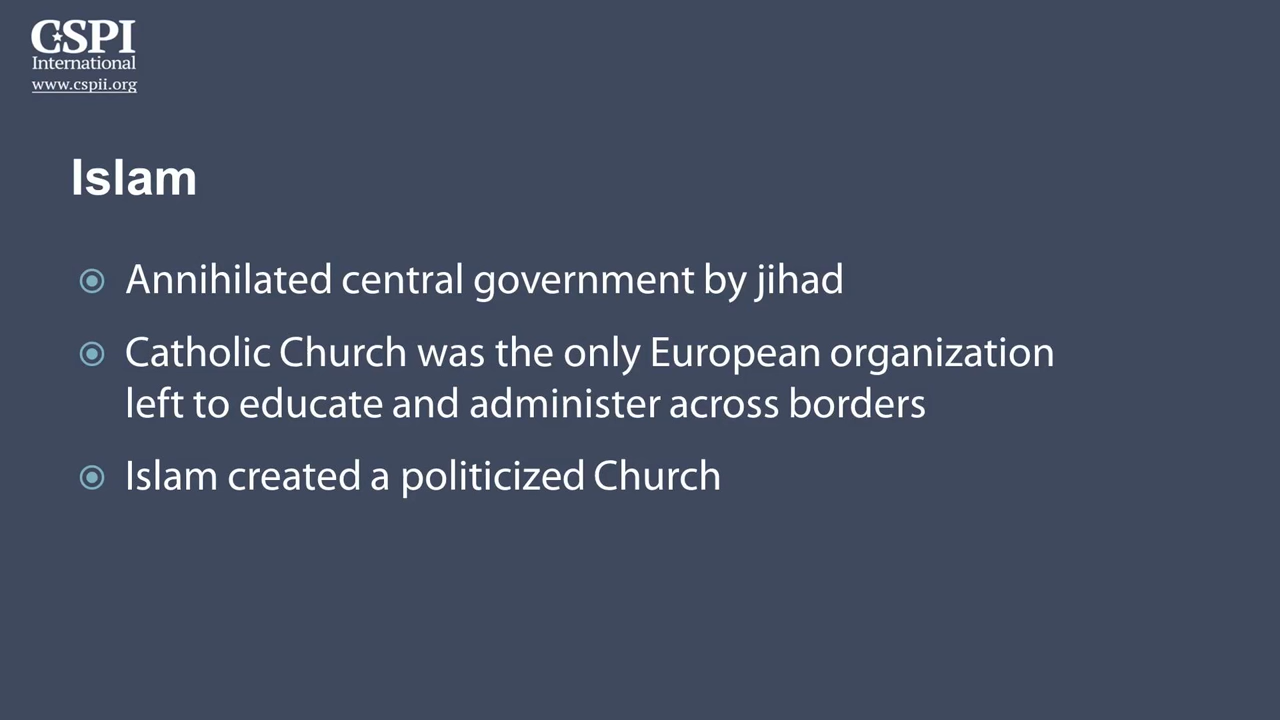 CSPI
International
www.cspii.org
Islam
Annihilated central government by jihad
Catholic Church was the only European organization
left to educate and administer across borders
Islam created a politicized Church